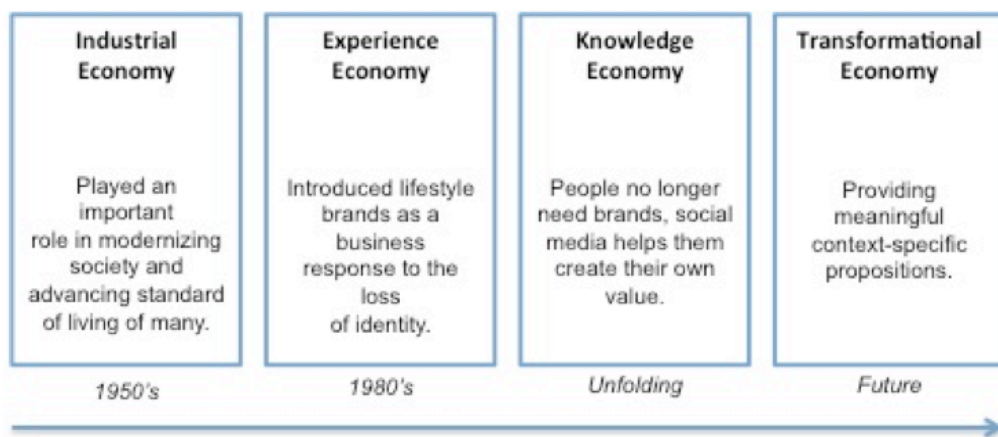 Industrial
Economy
Played an
important
role in modernizing
society and
advancing standard
of living of many.
1950's
Experience
Economy
Introduced lifestyle
brands as a
business
response to the
loss
of identity.
1980's
Knowledge
Economy
People no longer
need brands, social
media helps them
create their own
value.
Unfolding
Transformational
Economy
Providing
meaningful
context-specific
propositions.
Future